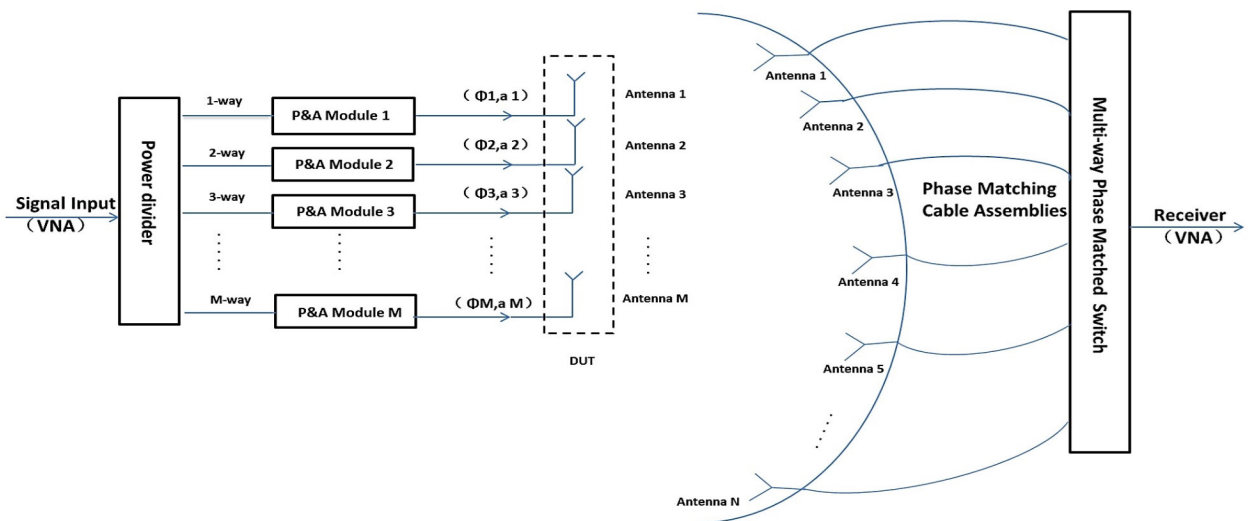 Signal Input
（VNA）
Power divider
1-way
2-way
3-way
M-way
P&A Module 1
P&A Module 2
P&A Module 3
P&A Module M
（Φ1,a 1）
（Φ2,a 2）
（Φ3,a 3）
（ΦM,a M）
DUT
Antenna 1
Antenna 2
Antenna 3
Antenna M
Antenna 1
Antenna 2
Antenna 3
Antenna 4
Antenna 5
Antenna N
Phase Matching
Cable Assemblies
Multi-way Phase Matched Switch
Receiver
（VNA）